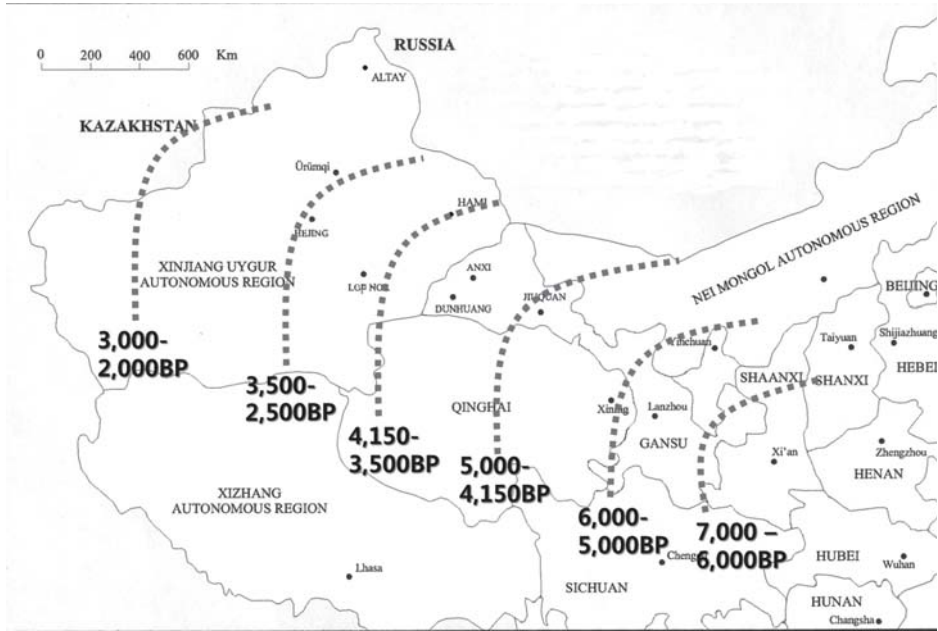 0 200 400 600 Km
RUSSIA
ALTAY
KAZAKHSTAN
Ürümqi
HAMI
HEJING
NEI MONGOL AUTONOMOUS REGION
XINJIANG UYGUR
AUTONOMOUS REGION
LOP NOR
ANXI
DUNHUANG
JIUQUAN
BEIJING
3,000-
2,000BP
Yinchuan
Taiyuan
Shijiazhuang
HEBEI
SHAANXI
SHANXI
3,500-
2,500BP
QINGHAI
Xining
Lanzhou
GANSU
4,150-
3,500BP
Xi'an
Zhengzhou
HENAN
5,000-
4,150BP
XIZHANG
AUTONOMOUS REGION
6,000-
5,000BP
7,000 –
6,000BP
HUBEI
Wuhan
Lhasa
SICHUAN
HUNAN
Changsha